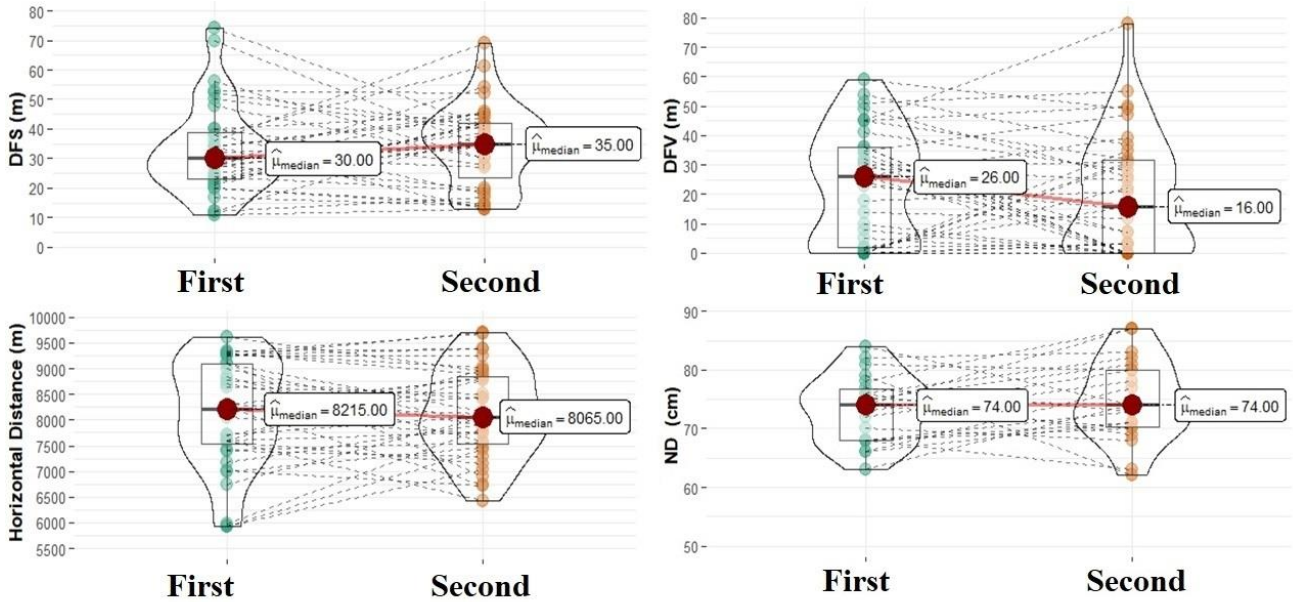 DFS (m)
80
70
60
50
40
30
20
10
0
μ̂median = 30.00
μ̂median = 35.00
First
Second
DFV (m)
80
70
60
50
40
30
20
10
0
μ̂median = 26.00
μ̂median = 16.00
First
Second
Horizontal Distance (m)
10000
9500
9000
8500
8000
7500
7000
6500
6000
5500
μ̂median = 8215.00
μ̂median = 8065.00
First
Second
ND (cm)
90
80
70
60
50
μ̂median = 74.00
μ̂median = 74.00
First
Second